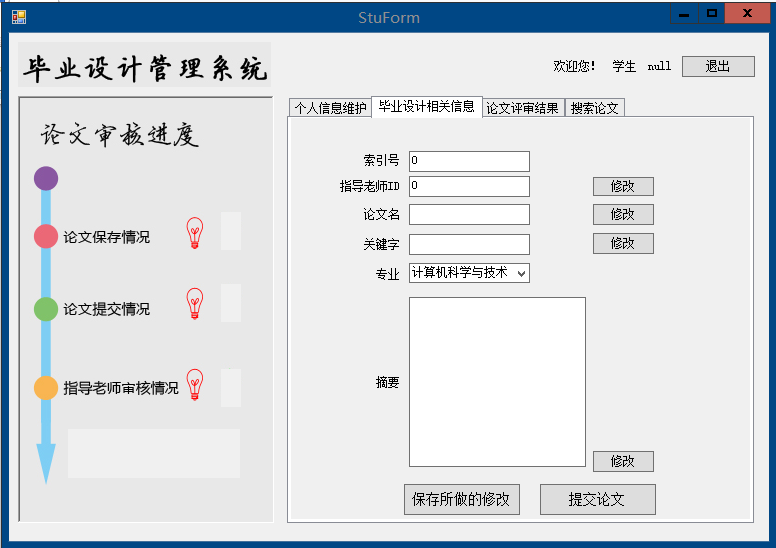 StuForm
毕业设计管理系统
欢迎您! 学生 null 退出
论文审核进度
论文保存情况
论文提交情况
指导老师审核情况
个人信息维护 毕业设计相关信息 论文评审结果 搜索论文
索引号 0
指导老师ID 0 修改
论文名 修改
关键字 修改
专业 计算机科学与技术
摘要
修改
保存所做的修改 提交论文